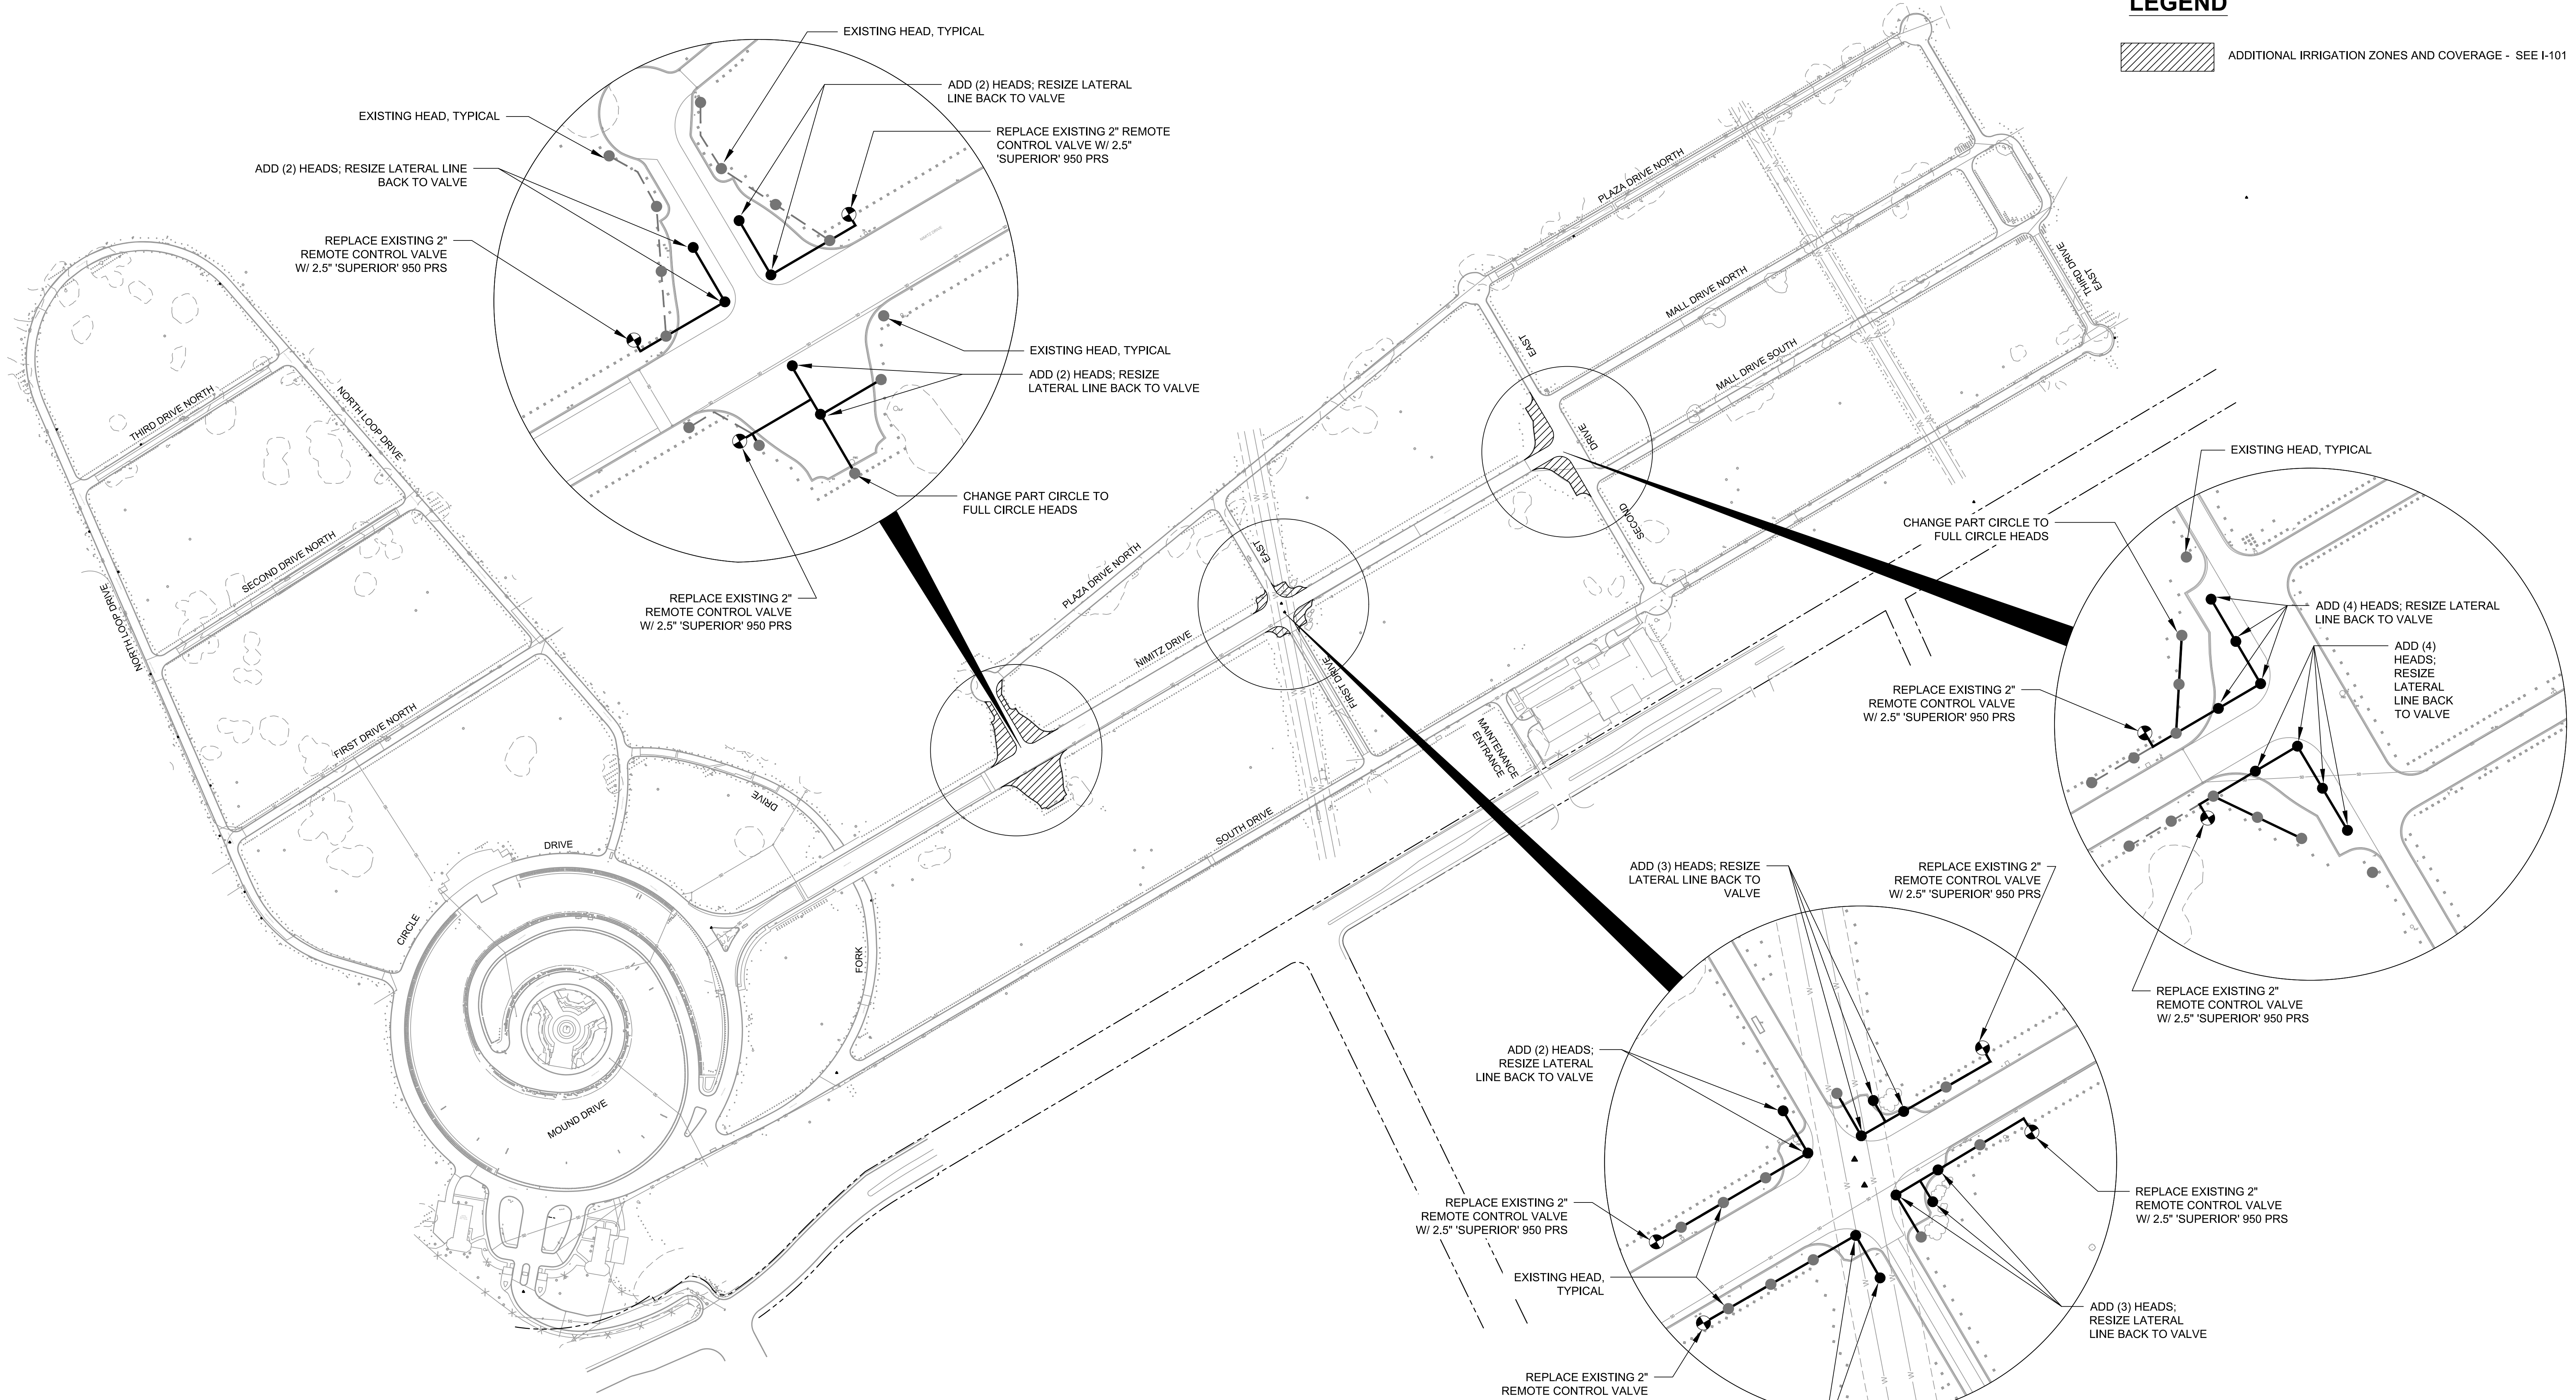 LEGEND
ADDITIONAL IRRIGATION ZONES AND COVERAGE - SEE I-101
EXISTING HEAD, TYPICAL
ADD (2) HEADS; RESIZE LATERAL
LINE BACK TO VALVE
EXISTING HEAD, TYPICAL
REPLACE EXISTING 2" REMOTE
CONTROL VALVE W/ 2.5"
'SUPERIOR' 950 PRS
ADD (2) HEADS; RESIZE LATERAL LINE
BACK TO VALVE
REPLACE EXISTING 2"
REMOTE CONTROL VALVE
W/ 2.5" 'SUPERIOR' 950 PRS
NIMITZ DRIVE
EXISTING HEAD, TYPICAL
ADD (2) HEADS; RESIZE
LATERAL LINE BACK TO VALVE
CHANGE PART CIRCLE TO
FULL CIRCLE HEADS
REPLACE EXISTING 2"
REMOTE CONTROL VALVE
W/ 2.5" 'SUPERIOR' 950 PRS
PLAZA DRIVE NORTH
MALL DRIVE NORTH
MALL DRIVE SOUTH
EAST
THIRD DRIVE
EAST
DRIVE
SECOND
THIRD DRIVE NORTH
NORTH LOOP DRIVE
SECOND DRIVE NORTH
NORTH LOOP DRIVE
FIRST DRIVE NORTH
PLAZA DRIVE NORTH
EAST
NIMITZ DRIVE
FIRST DRIVE
MAINTENANCE
ENTRANCE
SOUTH DRIVE
DRIVE
DRIVE
CIRCLE
FORK
MOUND DRIVE
EXISTING HEAD, TYPICAL
CHANGE PART CIRCLE TO
FULL CIRCLE HEADS
ADD (4) HEADS; RESIZE LATERAL
LINE BACK TO VALVE
ADD (4)
HEADS;
RESIZE
LATERAL
LINE BACK
TO VALVE
REPLACE EXISTING 2"
REMOTE CONTROL VALVE
W/ 2.5" 'SUPERIOR' 950 PRS
REPLACE EXISTING 2"
REMOTE CONTROL VALVE
W/ 2.5" 'SUPERIOR' 950 PRS
ADD (3) HEADS; RESIZE
LATERAL LINE BACK TO
VALVE
REPLACE EXISTING 2"
REMOTE CONTROL VALVE
W/ 2.5" 'SUPERIOR' 950 PRS
ADD (2) HEADS;
RESIZE LATERAL
LINE BACK TO VALVE
REPLACE EXISTING 2"
REMOTE CONTROL VALVE
W/ 2.5" 'SUPERIOR' 950 PRS
REPLACE EXISTING 2"
REMOTE CONTROL VALVE
W/ 2.5" 'SUPERIOR' 950 PRS
EXISTING HEAD,
TYPICAL
ADD (3) HEADS;
RESIZE LATERAL
LINE BACK TO VALVE
REPLACE EXISTING 2"
REMOTE CONTROL VALVE